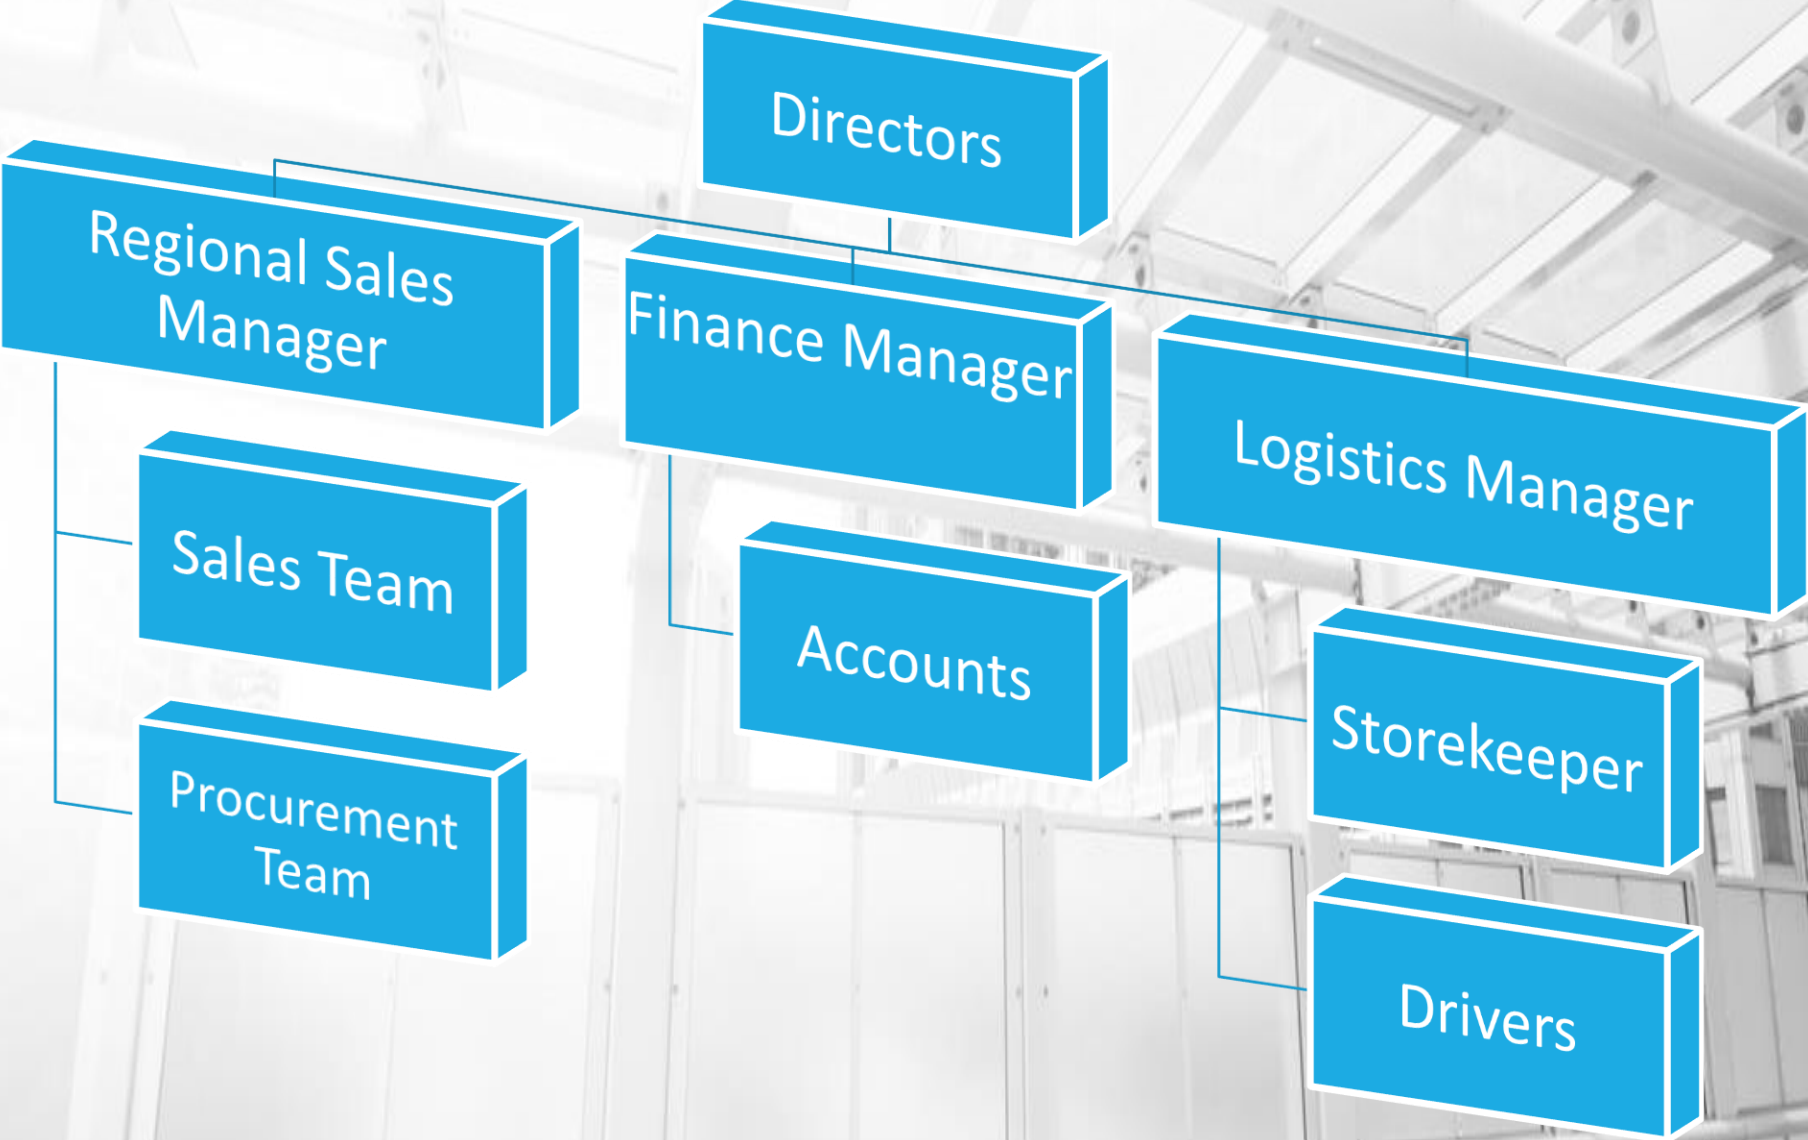 Directors
Regional Sales
Manager
Finance Manager
Logistics Manager
Sales Team
Procurement
Team
Accounts
Storekeeper
Drivers